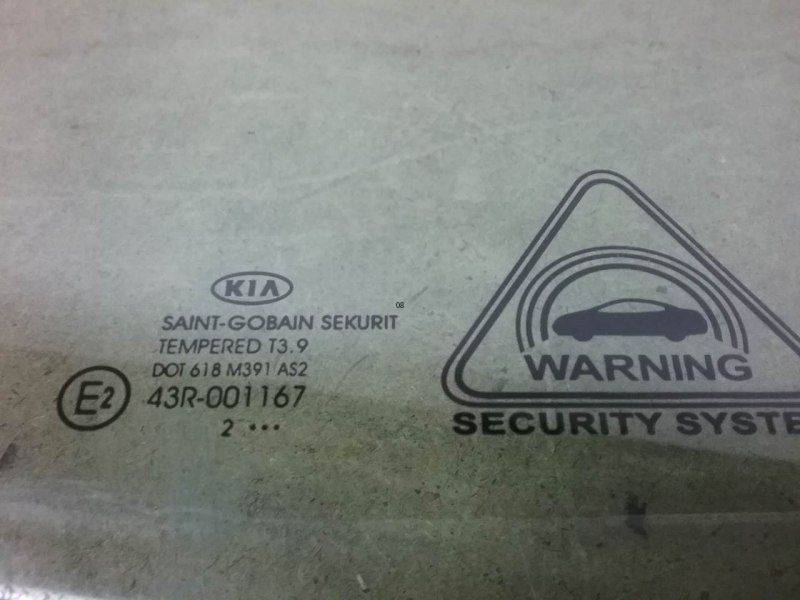 KIA
08
SAINT-GOBAIN SEKURIT
TEMPERED T3.9
DOT 618 M391 AS2
E2 43R-001167
2 •••
WARNING
SECURITY SYSTE